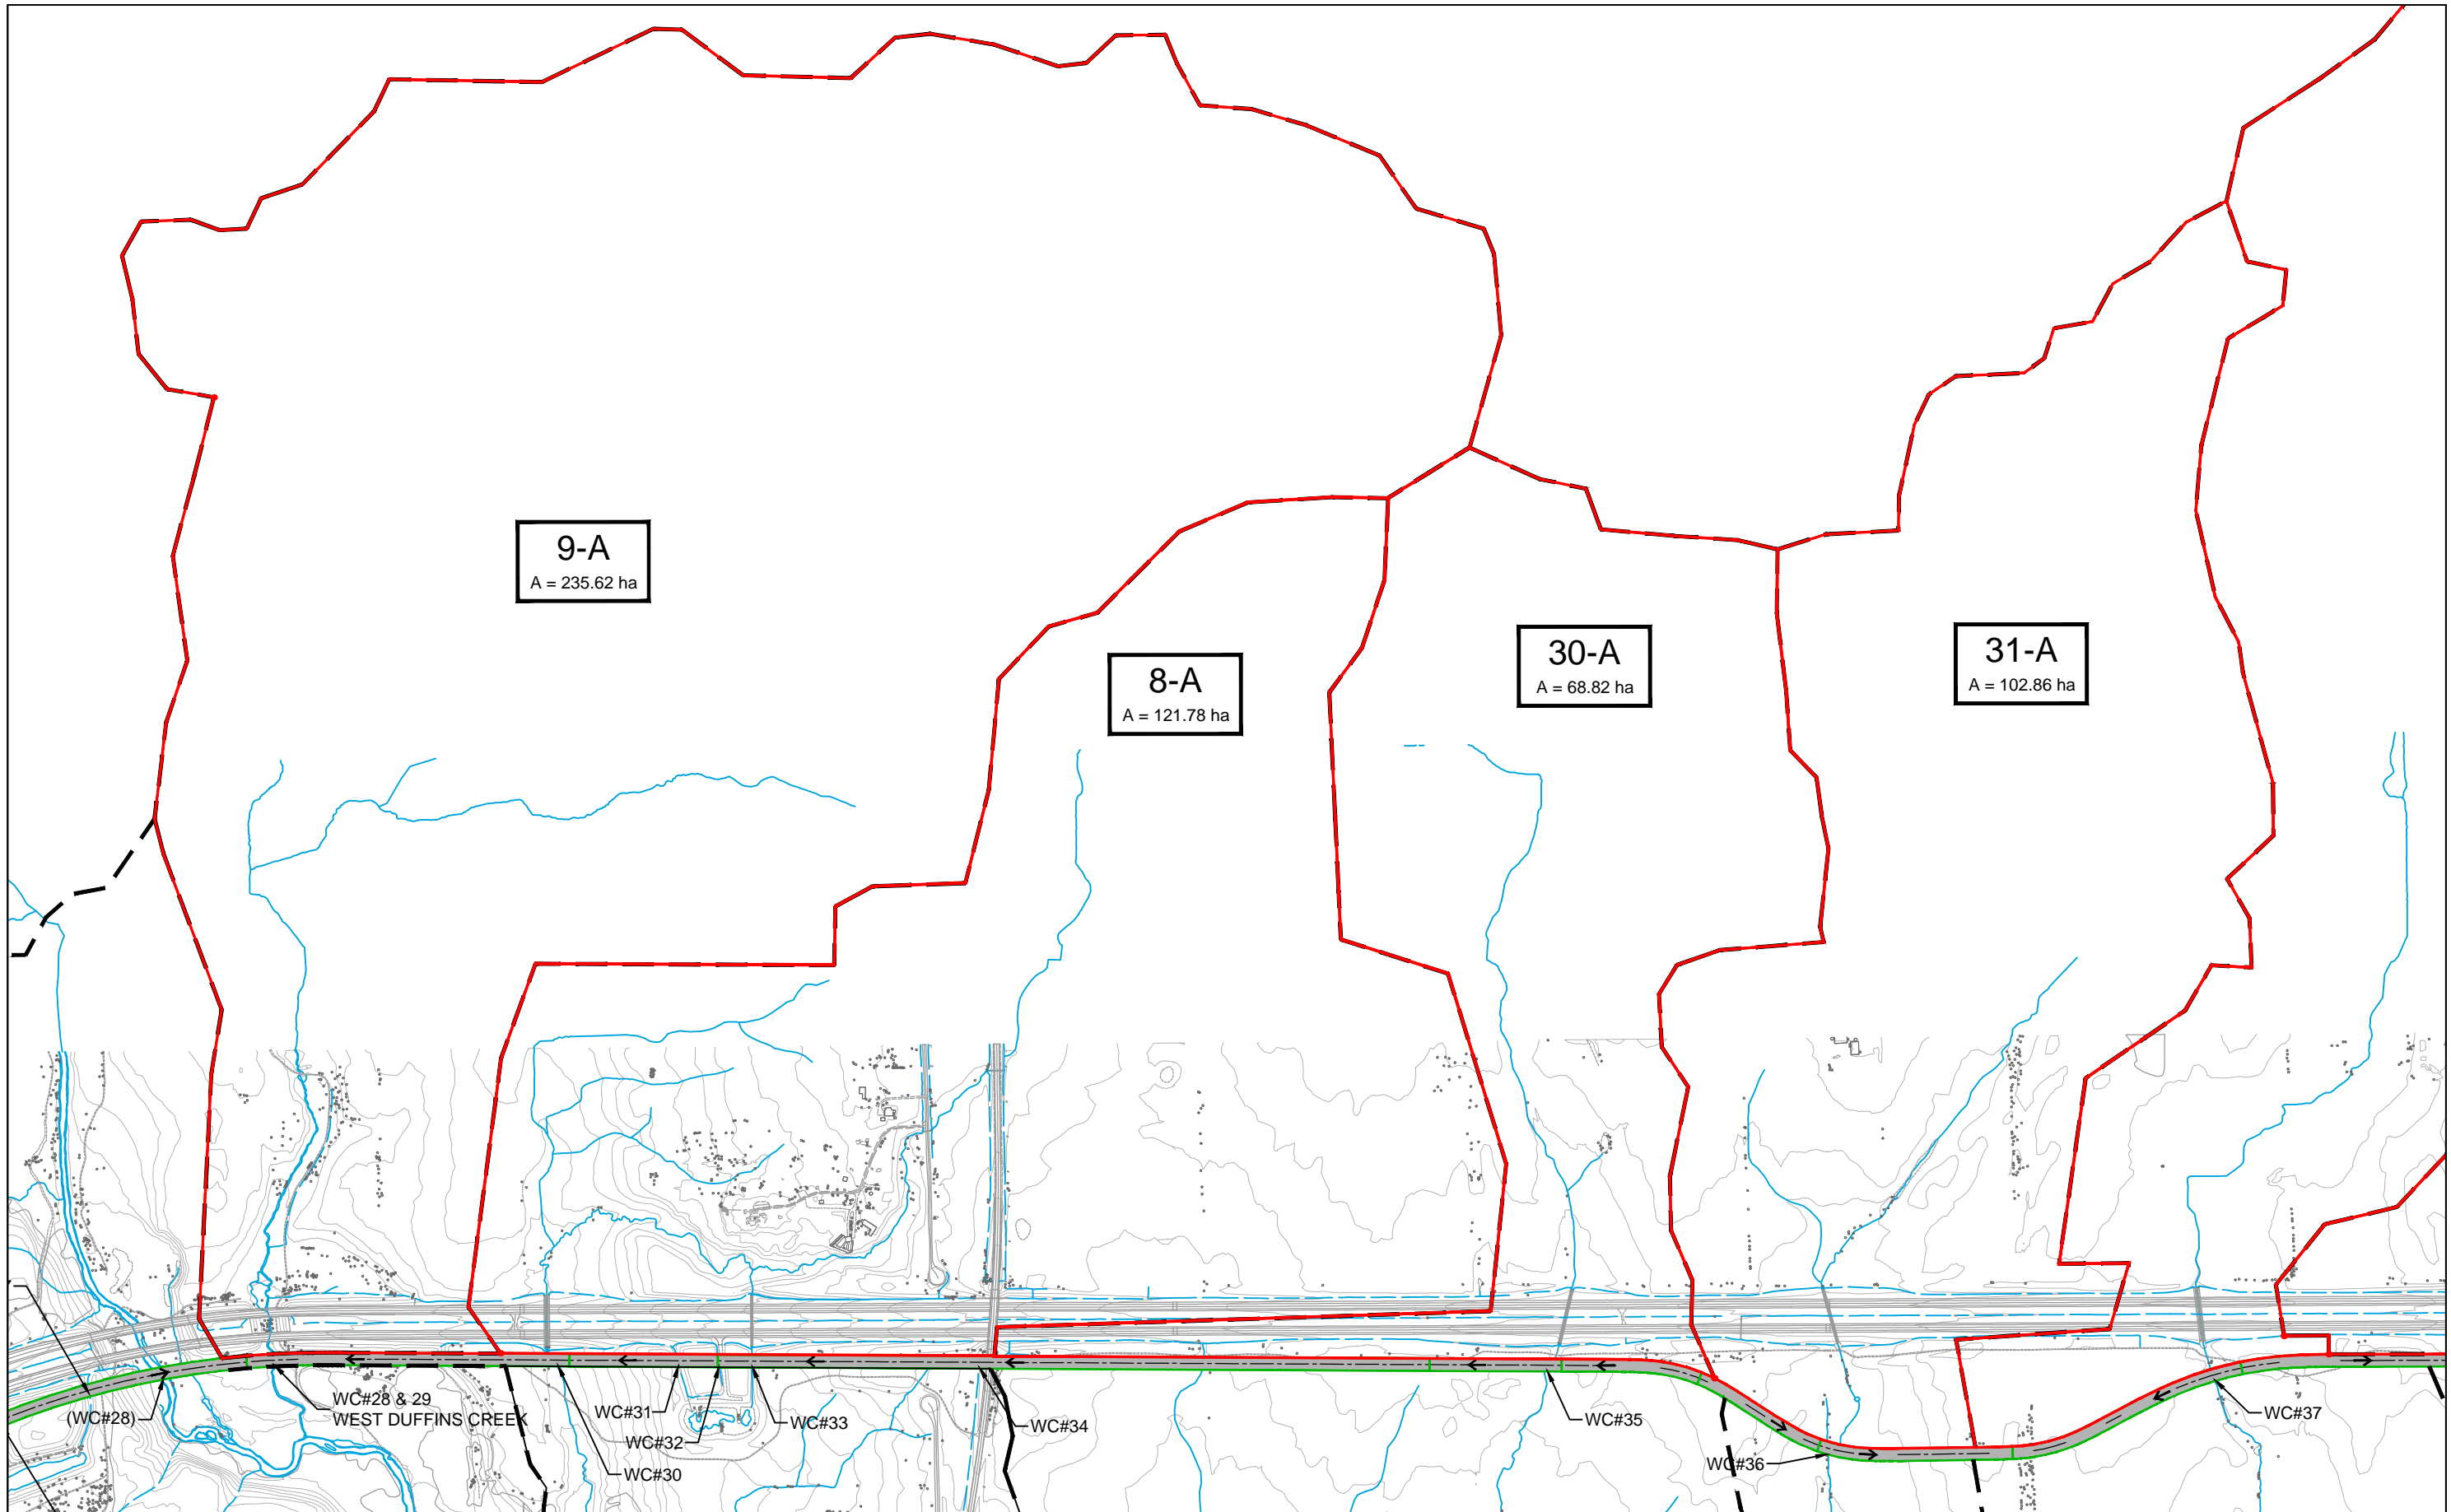 9-A
A = 235.62 ha
8-A
A = 121.78 ha
30-A
A = 68.82 ha
31-A
A = 102.86 ha
(WC#28)
WC#28 & 29
WEST DUFFINS CREEK
WC#30
WC#31
WC#32
WC#33
WC#34
WC#35
WC#36
WC#37